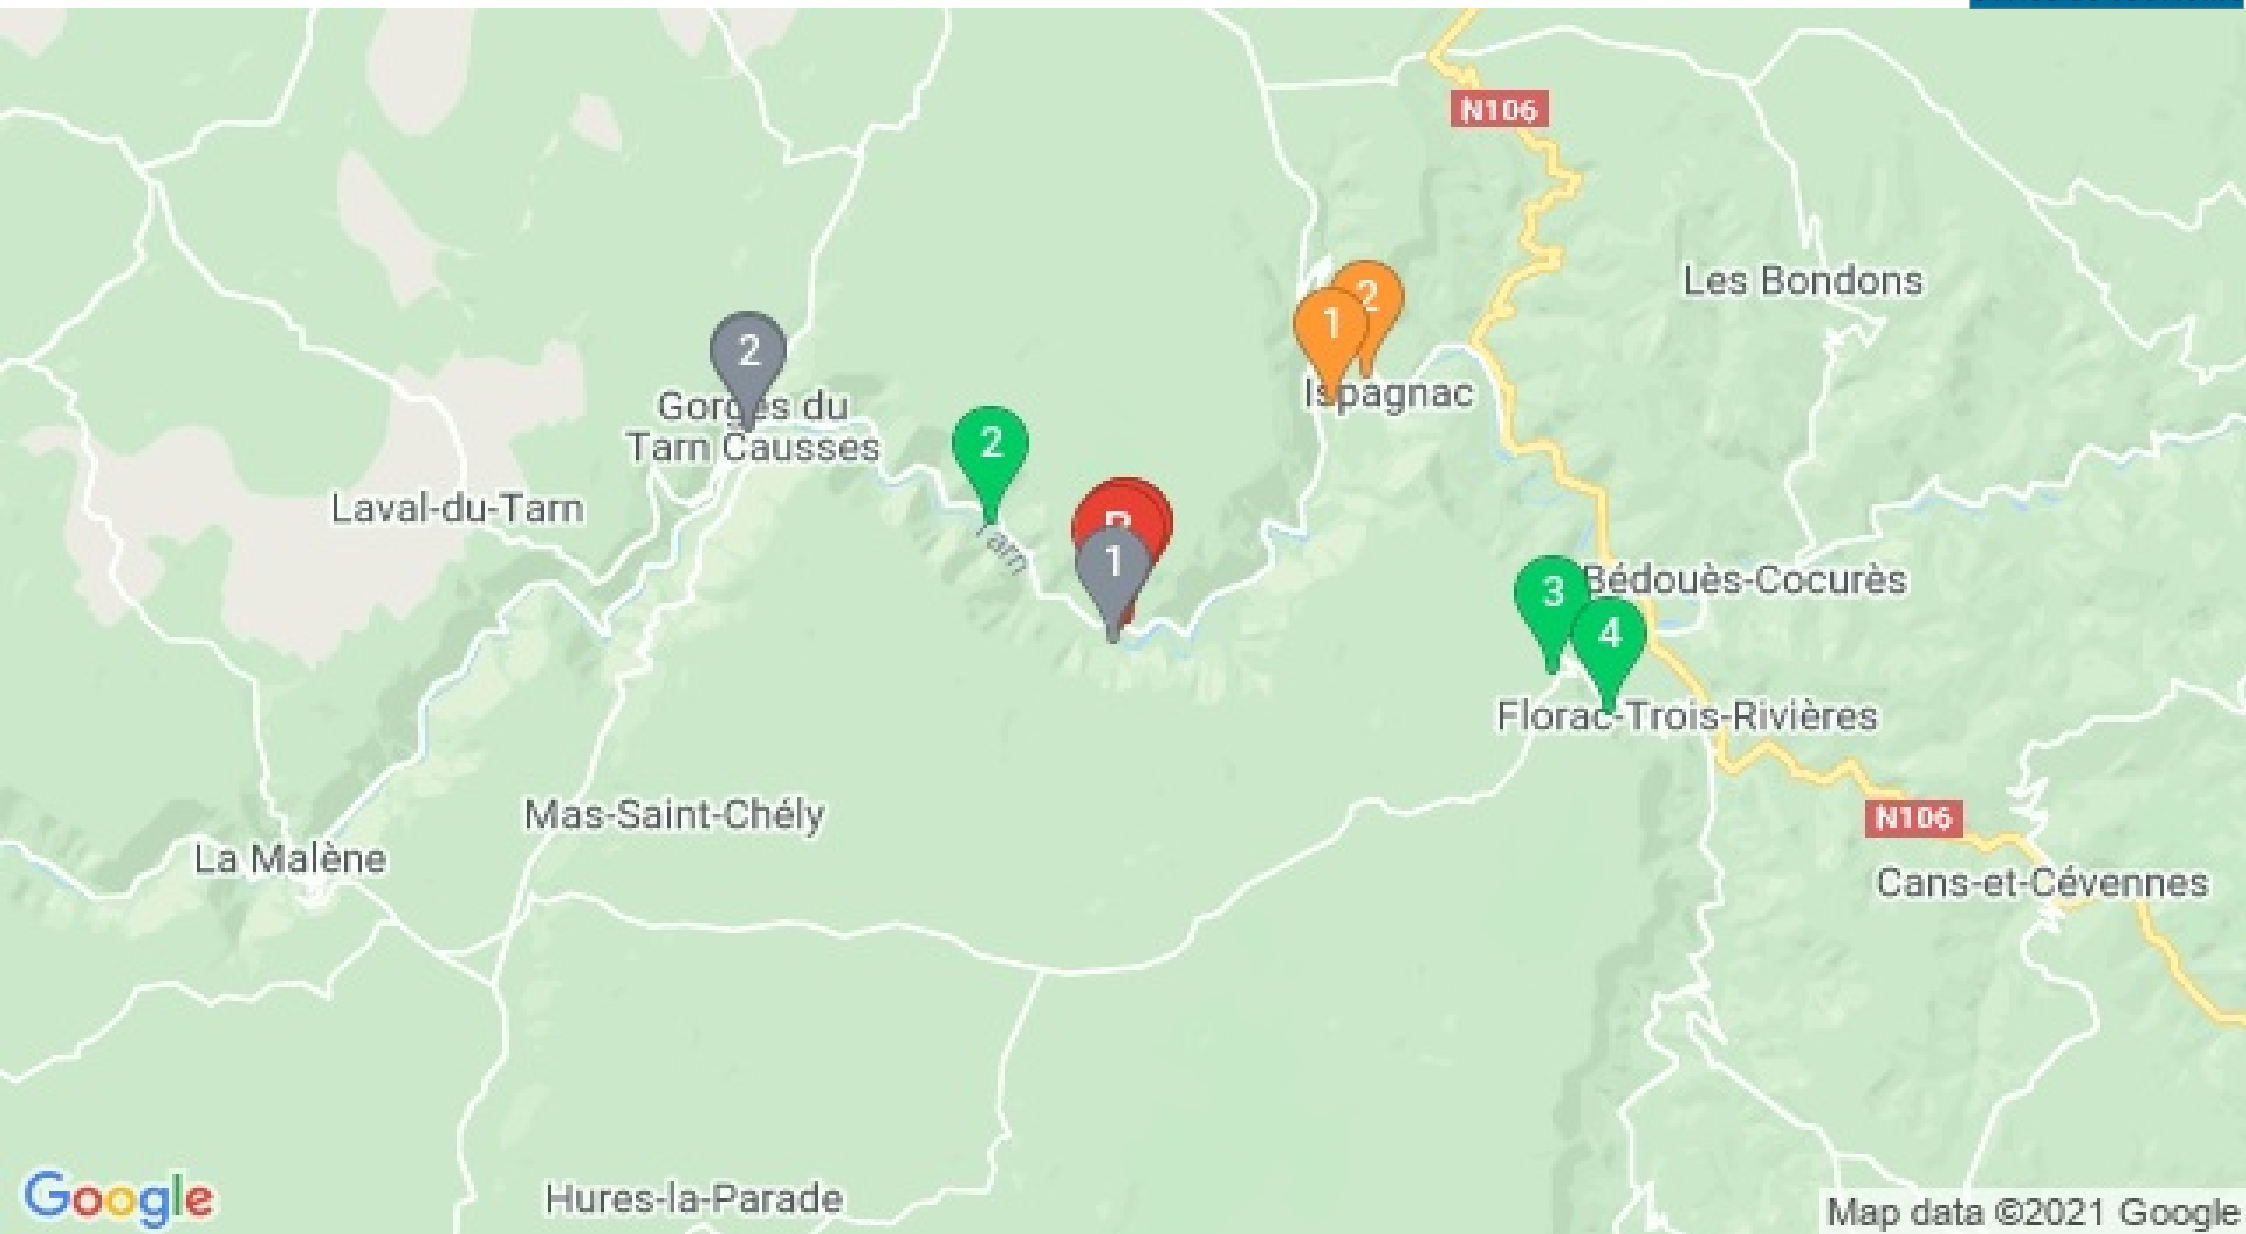 N106
Les Bondons
2
1
Ispagnac
2
Gorges du
Tarn Causses
2
Laval-du-Tarn
Tarn
1
3
Bédouès-Cocurès
4
Florac-Trois-Rivières
Mas-Saint-Chély
N106
La Malène
Cans-et-Cévennes
Hures-la-Parade
Google
Map data ©2021 Google